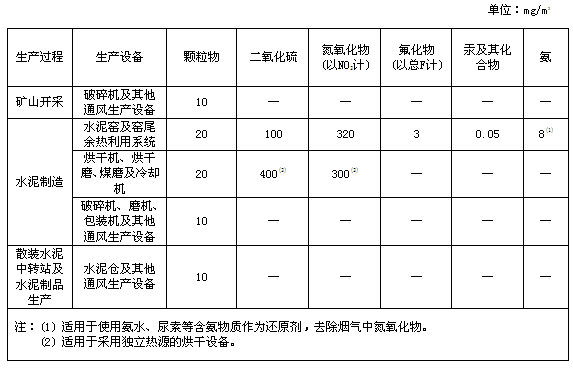 单位：mg/m³
生产过程 生产设备 颗粒物 二氧化硫 氮氧化物 氟化物 汞及其化 氨
(以NO₂计) (以总F计) 合物
矿山开采 破碎机及其他 10 — — — — —
通风生产设备
水泥制造 水泥窑及窑尾 20 100 320 3 0.05 8⁽¹⁾
余热利用系统
烘干机、烘干 20 400⁽²⁾ 300⁽²⁾ — — —
磨、煤磨及冷却
机
破碎机、磨机、 10 — — — — —
包装机及其他
通风生产设备
散装水泥 水泥仓及其他 10 — — — — —
中转站及 通风生产设备
水泥制品
生产
注：(1) 适用于使用氨水、尿素等含氨物质作为还原剂，去除烟气中氮氧化物。
(2) 适用于采用独立热源的烘干设备。